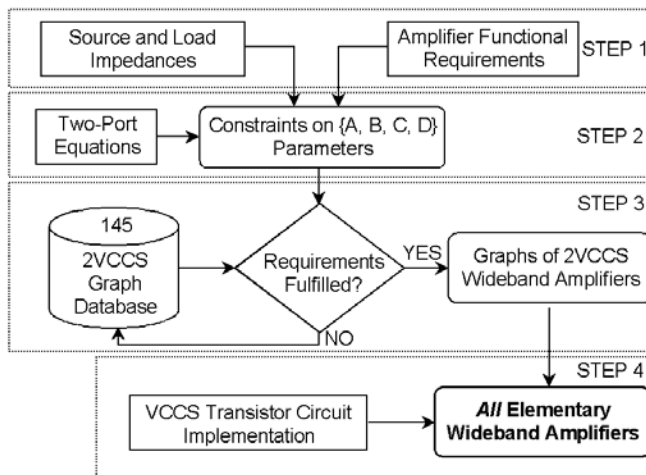 Source and Load
Impedances
Amplifier Functional
Requirements
STEP 1
Two-Port
Equations
Constraints on {A, B, C, D}
Parameters
STEP 2
STEP 3
145
2VCCS
Graph
Database
Requirements
Fulfilled?
YES
NO
Graphs of 2VCCS
Wideband Amplifiers
STEP 4
VCCS Transistor Circuit
Implementation
All Elementary
Wideband Amplifiers